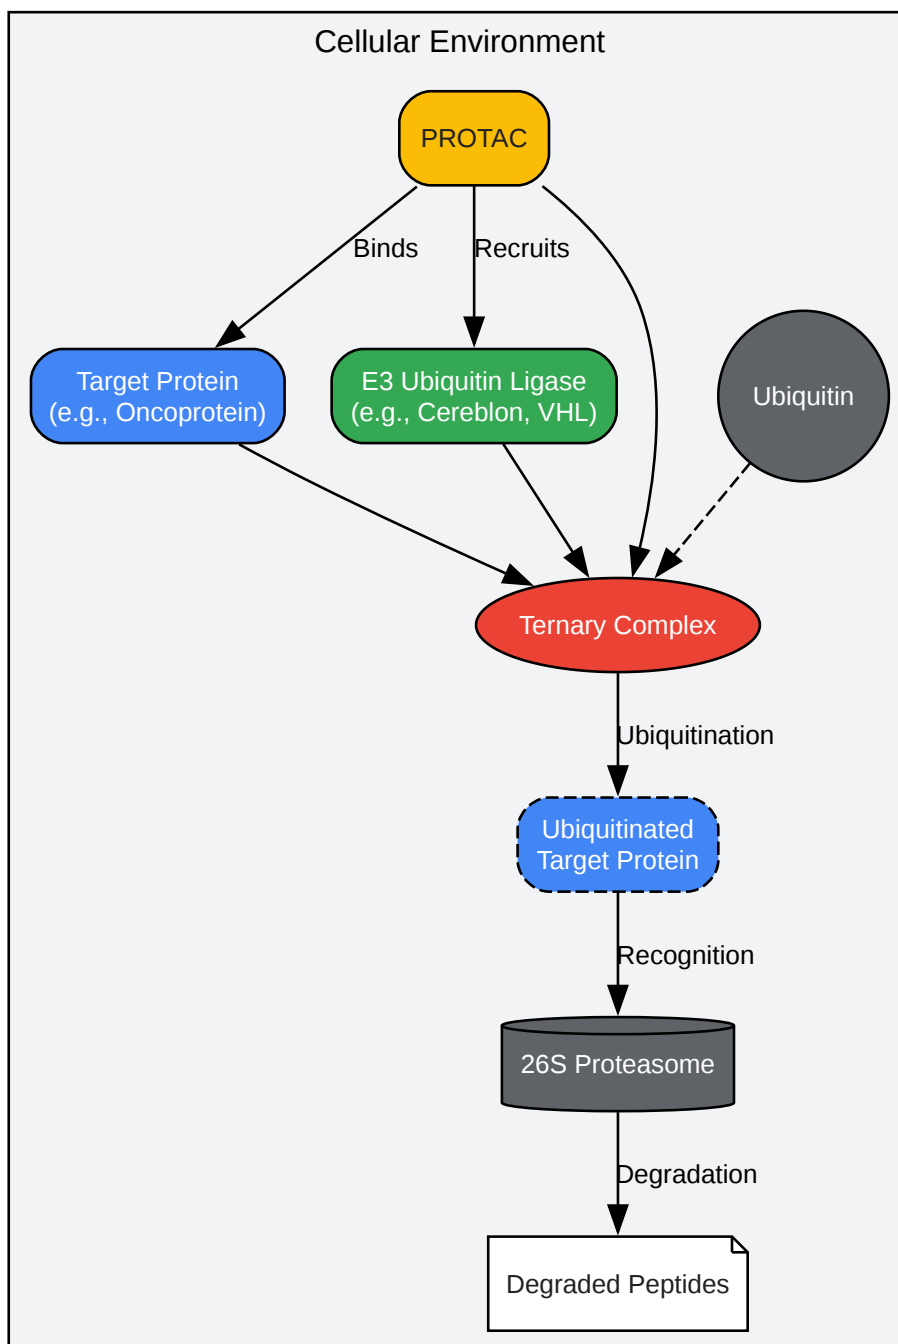 Cellular Environment
PROTAC
Binds
Recruits
Target Protein
(e.g., Oncoprotein)
E3 Ubiquitin Ligase
(e.g., Cereblon, VHL)
Ubiquitin
Ternary Complex
Ubiquitination
Ubiquitinated
Target Protein
Recognition
26S Proteasome
Degradation
Degraded Peptides